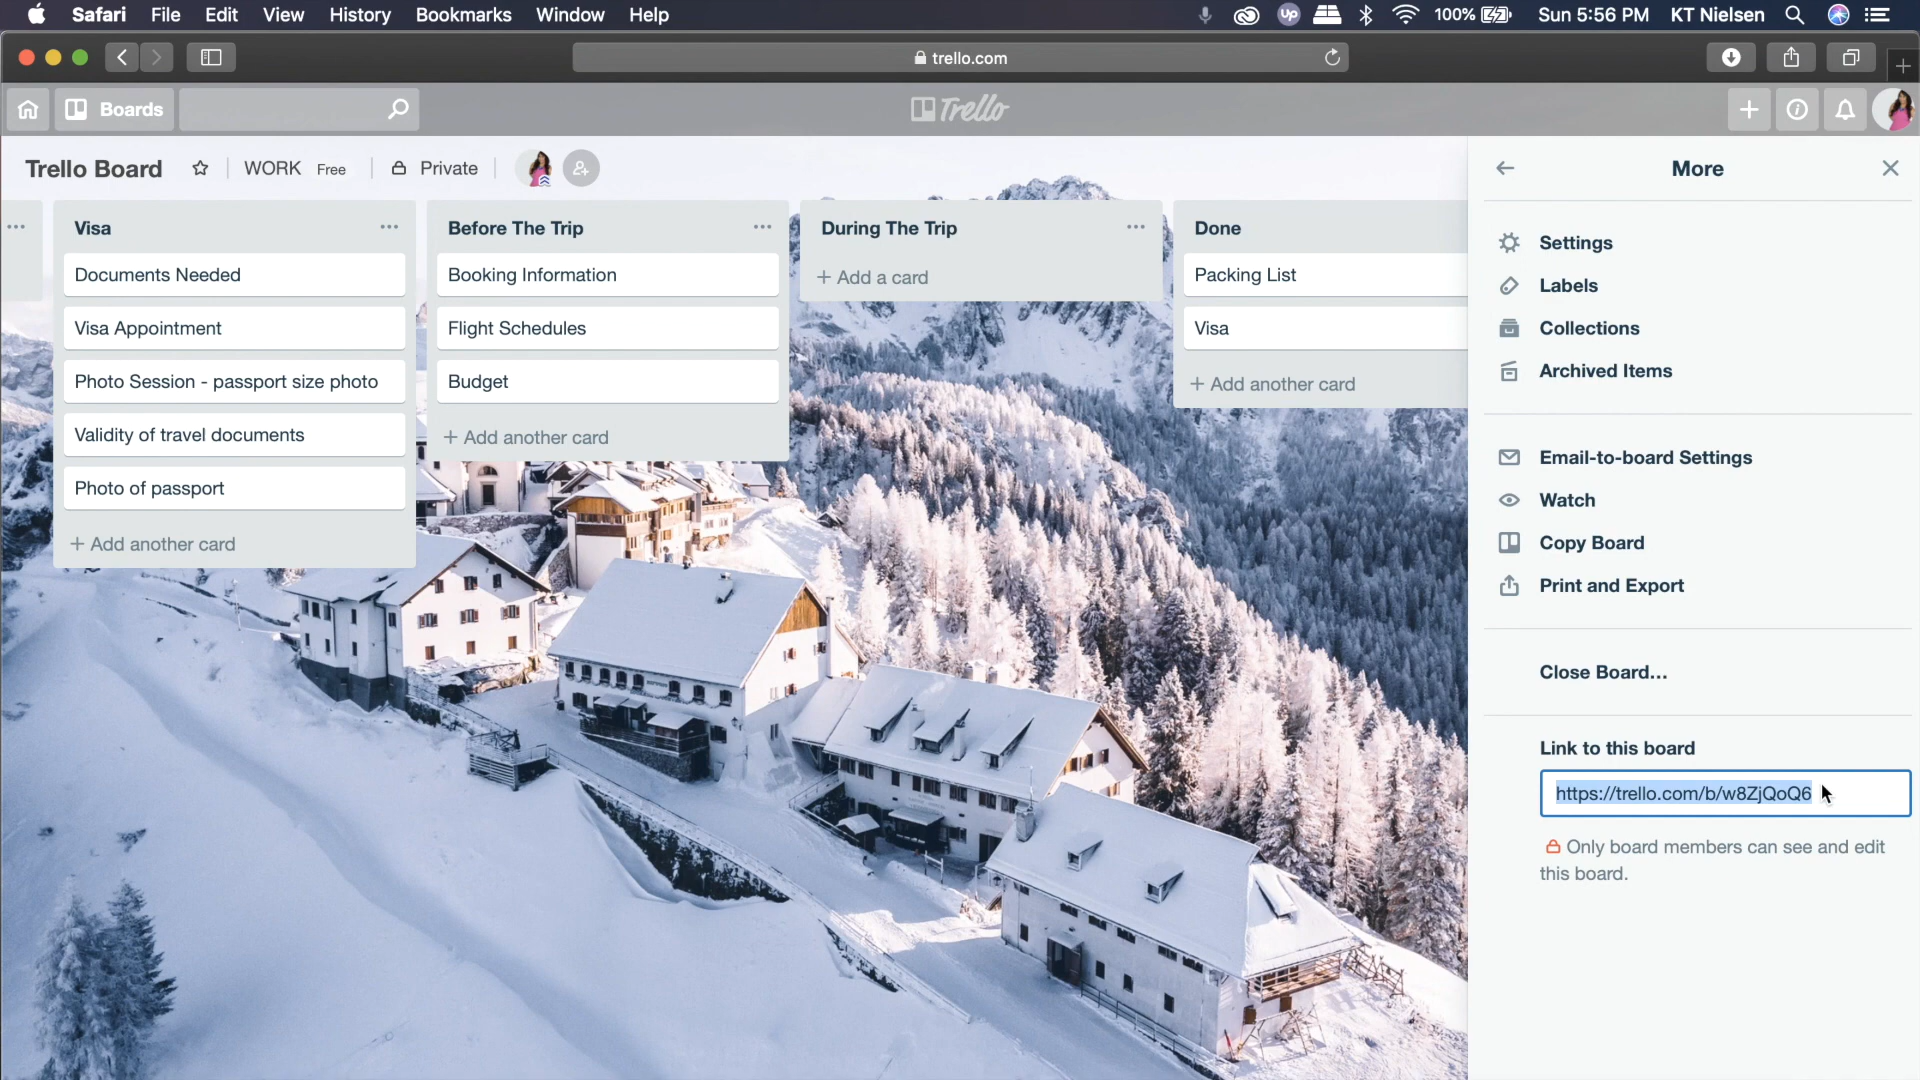 Safari File Edit View History Bookmarks Window Help
Up 100% Sun 5:56 PM KT Nielsen
trello.com
Boards
Trello
Trello Board WORK Free Private
Visa
Documents Needed
Visa Appointment
Photo Session - passport size photo
Validity of travel documents
Photo of passport
+ Add another card
Before The Trip
Booking Information
Flight Schedules
Budget
+ Add another card
During The Trip
+ Add a card
Done
Packing List
Visa
+ Add another card
More
Settings
Labels
Collections
Archived Items
Email-to-board Settings
Watch
Copy Board
Print and Export
Close Board...
Link to this board
https://trello.com/b/w8ZjQoQ6
Only board members can see and edit
this board.